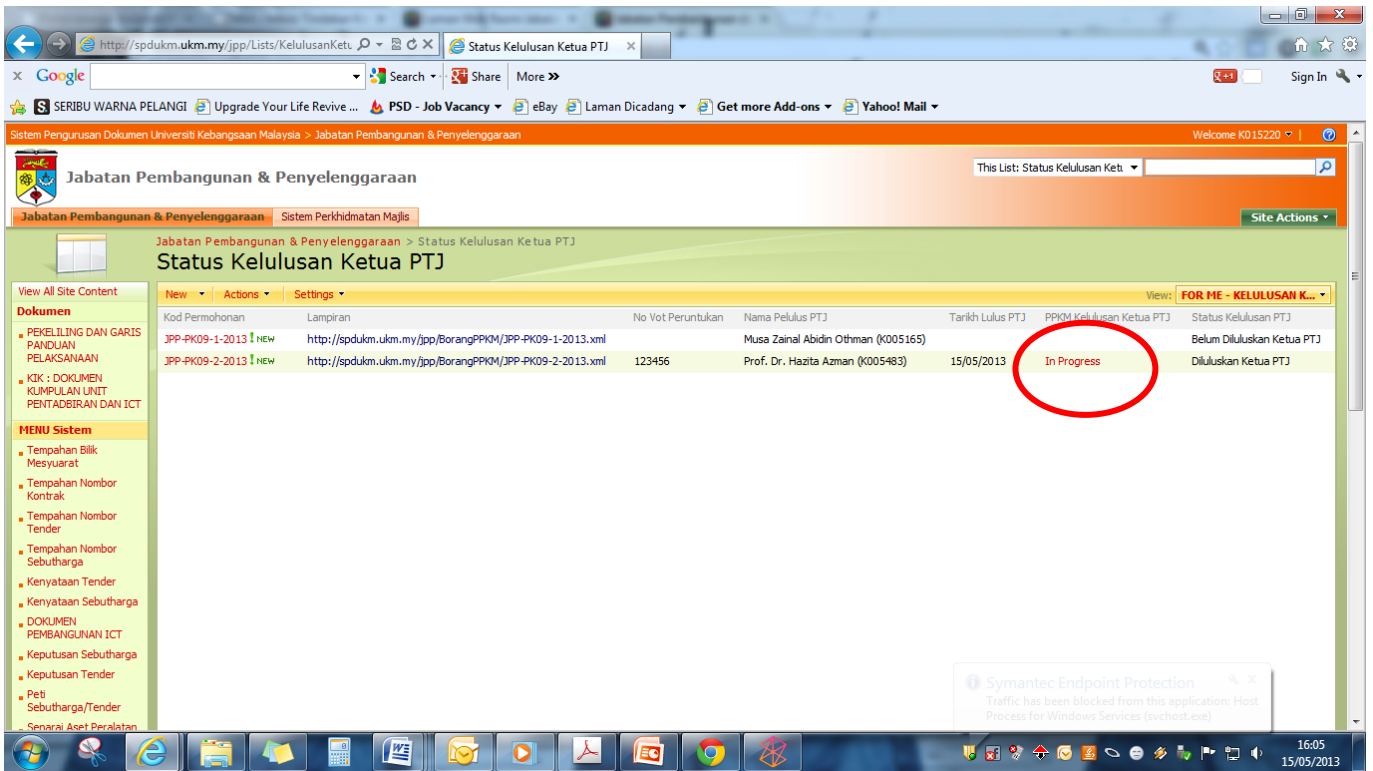 http://spdukm.ukm.my/jpp/Lists/KelulusanKetu
Status Kelulusan Ketua PTJ
x Google Search Share More >> Sign In
SERIBU WARNA PELANGI Upgrade Your Life Revive ... PSD - Job Vacancy eBay Laman Dicadang Get more Add-ons Yahoo! Mail
Sistem Pengurusan Dokumen Universiti Kebangsaan Malaysia > Jabatan Pembangunan & Penyelenggaraan Welcome K015220
Jabatan Pembangunan & Penyelenggaraan
This List: Status Kelulusan Ketu
Jabatan Pembangunan & Penyelenggaraan Sistem Perkhidmatan Majlis Site Actions
Jabatan Pembangunan & Penyelenggaraan > Status Kelulusan Ketua PTJ
Status Kelulusan Ketua PTJ
View All Site Content
New Actions Settings View: FOR ME - KELULUSAN K...
Kod Permohonan Lampiran No Vot Peruntukan Nama Pelulus PTJ Tarikh Lulus PTJ PPKM Kelulusan Ketua PTJ Status Kelulusan PTJ
JPP-PK09-1-2013 ! NEW http://spdukm.ukm.my/jpp/BorangPPKM/JPP-PK09-1-2013.xml Musa Zainal Abidin Othman (K005165) Belum Diluluskan Ketua PTJ
JPP-PK09-2-2013 ! NEW http://spdukm.ukm.my/jpp/BorangPPKM/JPP-PK09-2-2013.xml 123456 Prof. Dr. Hazita Azman (K005483) 15/05/2013 In Progress Diluluskan Ketua PTJ
Dokumen
PEKELILING DAN GARIS
PANDUAN
PELAKSANAAN
KIK : DOKUMEN
KUMPULAN UNIT
PENTADBIRAN DAN ICT
MENU Sistem
Tempahan Bilik
Mesyuarat
Tempahan Nombor
Kontrak
Tempahan Nombor
Tender
Tempahan Nombor
Sebutharga
Kenyataan Tender
Kenyataan Sebutharga
DOKUMEN
PEMBANGUNAN ICT
Keputusan Sebutharga
Keputusan Tender
Peti
Sebutharga/Tender
Senarai Aset Peralatan
Symantec Endpoint Protection
Traffic has been blocked from this application: Host
Process for Windows Services (svchost.exe)
16:05
15/05/2013